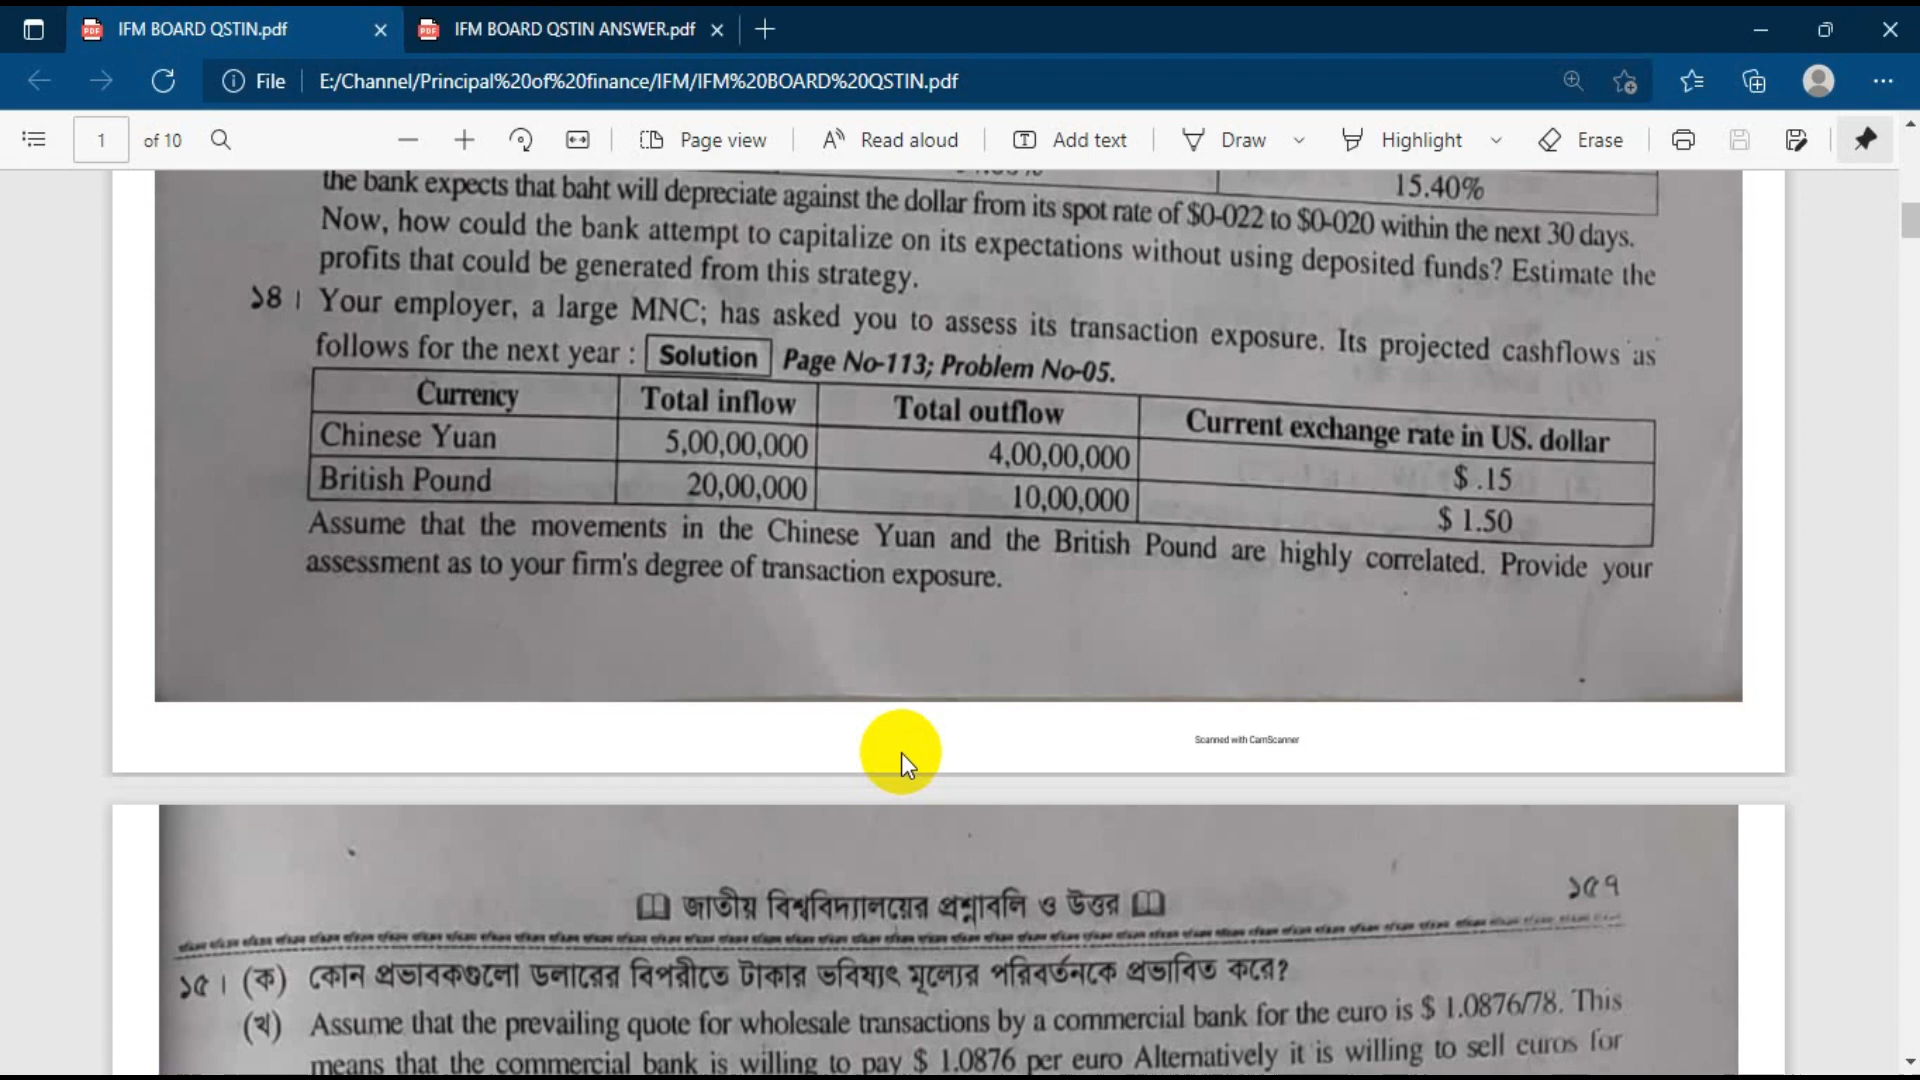 IFM BOARD QSTIN.pdf
IFM BOARD QSTIN ANSWER.pdf
File
E:/Channel/Principal%20of%20finance/IFM/IFM%20BOARD%20QSTIN.pdf
1
of 10
Page view
Read aloud
Add text
Draw
Highlight
Erase
15.40%
the bank expects that baht will depreciate against the dollar from its spot rate of $0-022 to $0-020 within the next 30 days.
Now, how could the bank attempt to capitalize on its expectations without using deposited funds? Estimate the
profits that could be generated from this strategy.
১৪। Your employer, a large MNC; has asked you to assess its transaction exposure. Its projected cashflows as
follows for the next year : Solution Page No-113; Problem No-05.
Currency Total inflow Total outflow Current exchange rate in US. dollar
Chinese Yuan 5,00,00,000 4,00,00,000 $ .15
British Pound 20,00,000 10,00,000 $ 1.50
Assume that the movements in the Chinese Yuan and the British Pound are highly correlated. Provide your
assessment as to your firm's degree of transaction exposure.
Scanned with CamScanner
১৫৭
জাতীয় বিশ্ববিদ্যালয়ের প্রশ্নাবলি ও উত্তর
১৫। (ক) কোন প্রভাবকগুলো ডলারের বিপরীতে টাকার ভবিষ্যৎ মূল্যের পরিবর্তনকে প্রভাবিত করে?
(খ) Assume that the prevailing quote for wholesale transactions by a commercial bank for the euro is $ 1.0876/78. This
means that the commercial bank is willing to pay $ 1.0876 per euro Alternatively it is willing to sell euros for